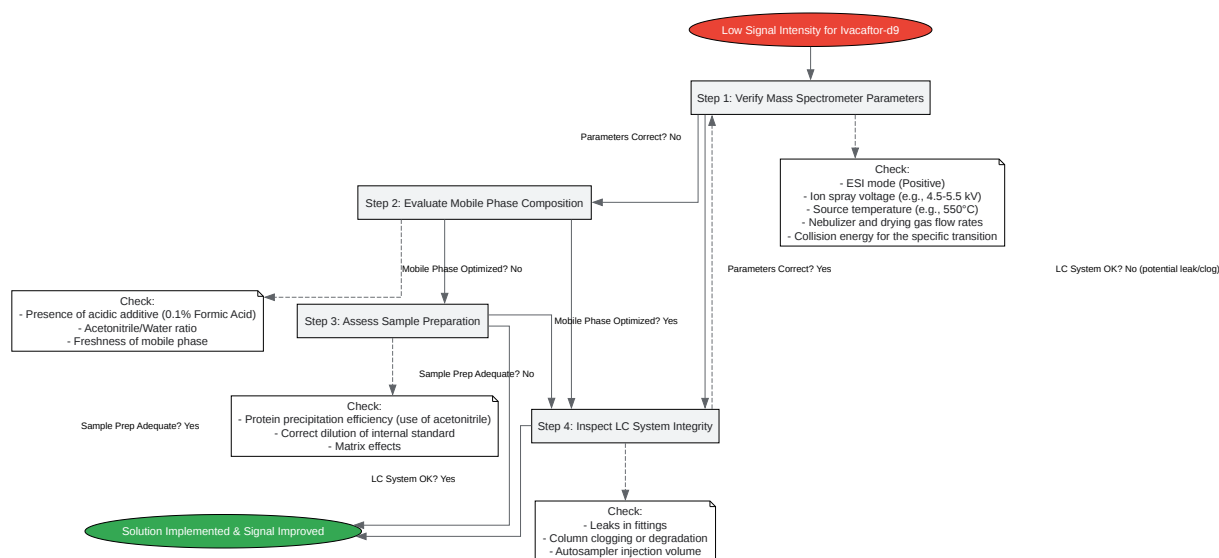 Low Signal Intensity for Ivacaftor-d9
Step 1: Verify Mass Spectrometer Parameters
Parameters Correct? No
Check:
- ESI mode (Positive)
- Ion spray voltage (e.g., 4.5-5.5 kV)
- Source temperature (e.g., 550°C)
- Nebulizer and drying gas flow rates
- Collision energy for the specific transition
Step 2: Evaluate Mobile Phase Composition
Mobile Phase Optimized? No
Parameters Correct? Yes
LC System OK? No (potential leak/clog)
Check:
- Presence of acidic additive (0.1% Formic Acid)
- Acetonitrile/Water ratio
- Freshness of mobile phase
Step 3: Assess Sample Preparation
Mobile Phase Optimized? Yes
Sample Prep Adequate? No
Check:
- Protein precipitation efficiency (use of acetonitrile)
- Correct dilution of internal standard
- Matrix effects
Sample Prep Adequate? Yes
Step 4: Inspect LC System Integrity
LC System OK? Yes
Check:
- Leaks in fittings
- Column clogging or degradation
- Autosampler injection volume
Solution Implemented & Signal Improved